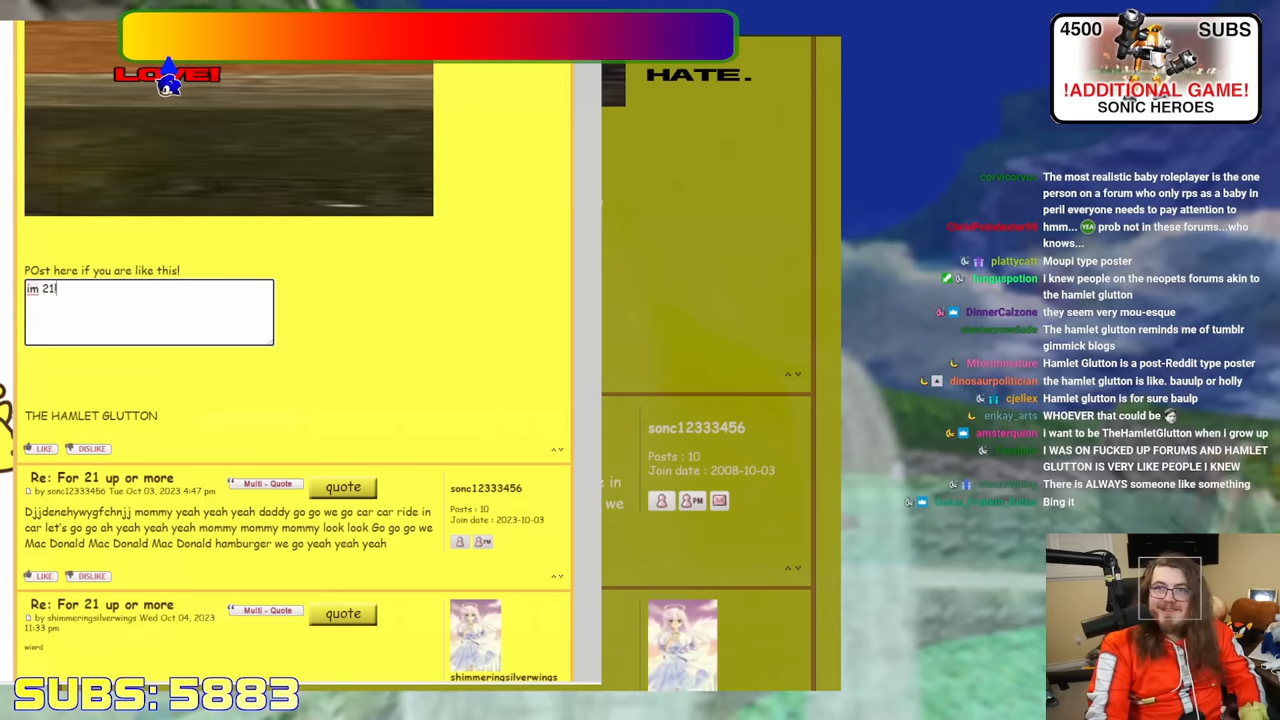 LOVE!
HATE.
POst here if you are like this!
im 21!
THE HAMLET GLUTTON
LIKE DISLIKE
Re: For 21 up or more
by sonc12333456 Tue Oct 03, 2023 4:47 pm
Multi - Quote quote
Djjdenehywygfchnjj mommy yeah yeah yeah daddy go go we go car car ride in
car let's go go ah yeah yeah yeah mommy mommy mommy look look Go go go we
Mac Donald Mac Donald Mac Donald hamburger we go yeah yeah yeah
sonc12333456
Posts : 10
Join date : 2023-10-03
PM
LIKE DISLIKE
Re: For 21 up or more
by shimmeringsilverwings Wed Oct 04, 2023
11:33 pm
Multi - Quote quote
wierd
shimmeringsilverwings
e in
we
sonc12333456
Posts : 10
Join date : 2008-10-03
PM
SUBS: 5883
4500 SUBS
!ADDITIONAL GAME!
SONIC HEROES
The most realistic baby roleplayer is the one
person on a forum who only rps as a baby in
peril everyone needs to pay attention to
hmm... YEA prob not in these forums...who
knows...
plattycatt Moupi type poster
funguspotion i knew people on the neopets forums akin to
the hamlet glutton
DinnerCalzone they seem very mou-esque
The hamlet glutton reminds me of tumblr
gimmick blogs
Mforimmature Hamlet Glutton is a post-Reddit type poster
dinosaurpolitician the hamlet glutton is like. bauulp or holly
cjellex Hamlet glutton is for sure baulp
enkay_arts WHOEVER that could be
amsterquinn i want to be TheHamletGlutton when i grow up
I WAS ON FUCKED UP FORUMS AND HAMLET
GLUTTON IS VERY LIKE PEOPLE I KNEW
There is ALWAYS someone like something
Bing it